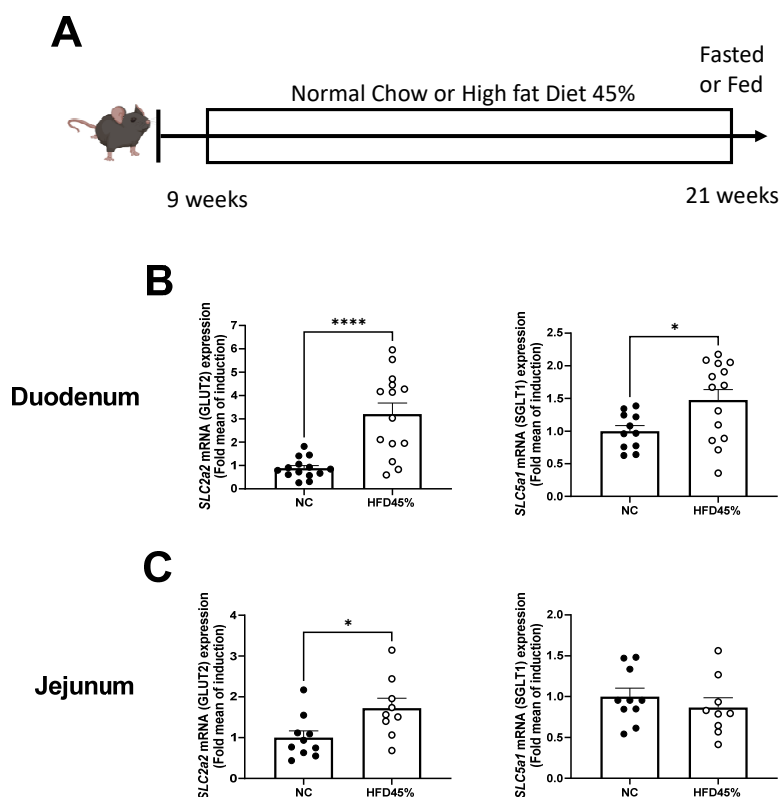 A
Fasted
or Fed
Normal Chow or High fat Diet 45%
9 weeks
21 weeks
B
Duodenum
SLC2a2 mRNA (GLUT2) expression
(Fold mean of induction)
7
6
5
4
3
2
1
0
****
NC
HFD45%
SLC5a1 mRNA (SGLT1) expression
(Fold mean of induction)
2.5
2.0
1.5
1.0
0.5
0.0
*
NC
HFD45%
C
Jejunum
SLC2a2 mRNA (GLUT2) expression
(Fold mean of induction)
4
3
2
1
0
*
NC
HFD45%
SLC5a1 mRNA (SGLT1) expression
(Fold mean of induction)
2.0
1.5
1.0
0.5
0.0
NC
HFD45%